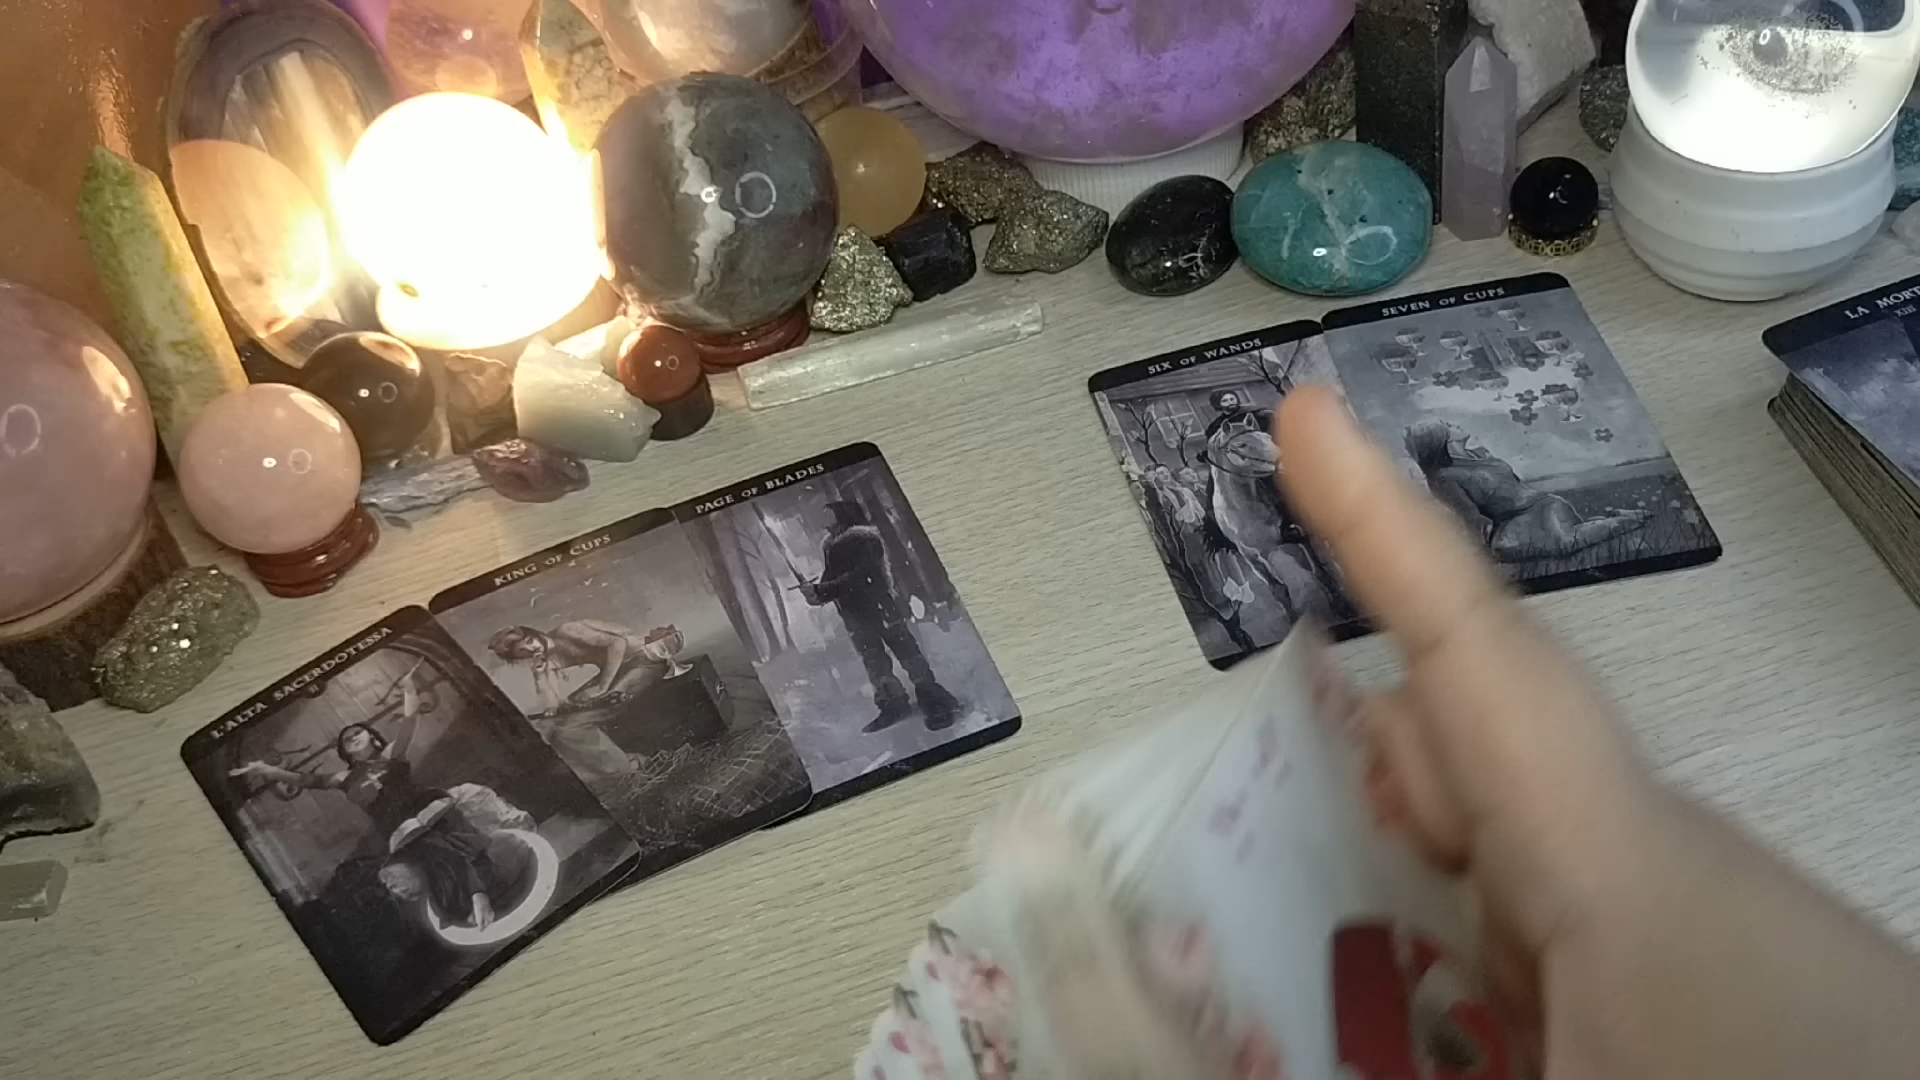 L'ALTA SACERDOTESSA
II
KING OF CUPS
PAGE OF BLADES
SIX OF WANDS
SEVEN OF CUPS
LA MORT
XIII